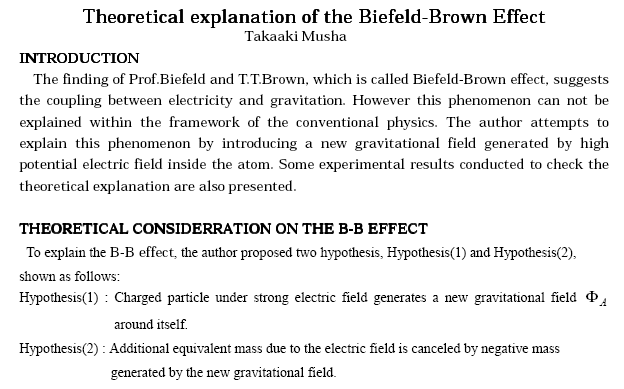 Theoretical explanation of the Biefeld-Brown Effect
Takaaki Musha
INTRODUCTION
The finding of Prof.Biefeld and T.T.Brown, which is called Biefeld-Brown effect, suggests
the coupling between electricity and gravitation. However this phenomenon can not be
explained within the framework of the conventional physics. The author attempts to
explain this phenomenon by introducing a new gravitational field generated by high
potential electric field inside the atom. Some experimental results conducted to check the
theoretical explanation are also presented.
THEORETICAL CONSIDERRATION ON THE B-B EFFECT
To explain the B-B effect, the author proposed two hypothesis, Hypothesis(1) and Hypothesis(2),
shown as follows:
Hypothesis(1) : Charged particle under strong electric field generates a new gravitational field Φ_A
around itself.
Hypothesis(2) : Additional equivalent mass due to the electric field is canceled by negative mass
generated by the new gravitational field.